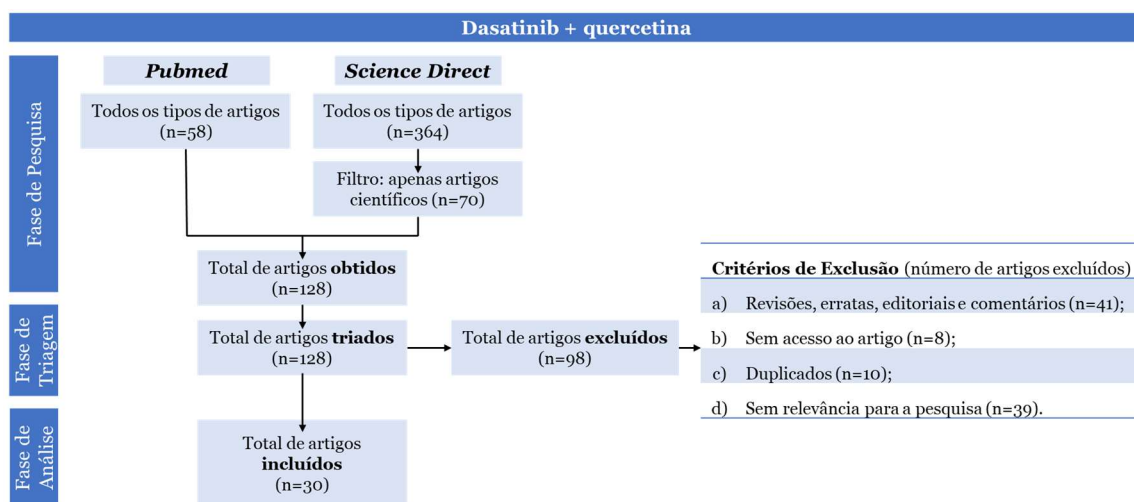 Dasatinib + quercetina
Fase de Pesquisa
Pubmed
Science Direct
Todos os tipos de artigos
(n=58)
Todos os tipos de artigos
(n=364)
Filtro: apenas artigos
científicos (n=70)
Total de artigos obtidos
(n=128)
Fase de
Triagem
Total de artigos triados
(n=128)
Total de artigos excluídos
(n=98)
Critérios de Exclusão (número de artigos excluídos)
a) Revisões, erratas, editoriais e comentários (n=41);
b) Sem acesso ao artigo (n=8);
c) Duplicados (n=10);
d) Sem relevância para a pesquisa (n=39).
Fase de
Análise
Total de artigos
incluídos
(n=30)